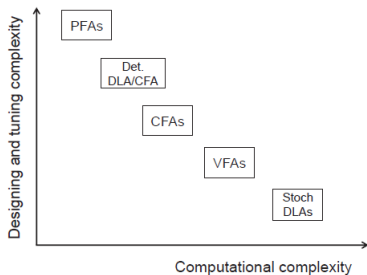 Designing and tuning complexity
PFAs
Det.
DLA/CFA
CFAs
VFAs
Stoch
DLAs
Computational complexity